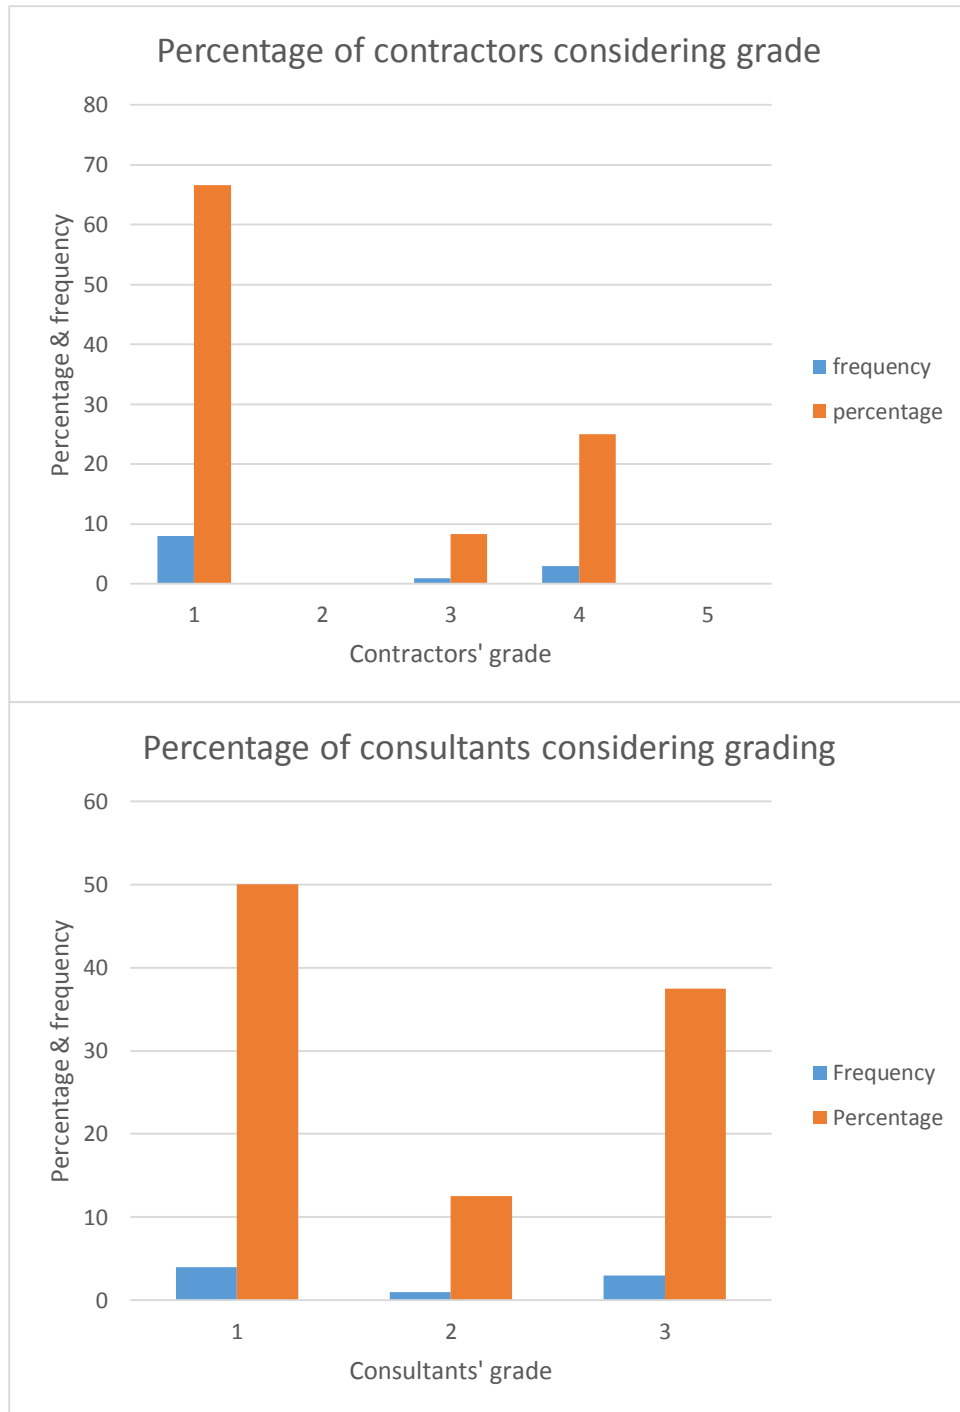 Percentage of contractors considering grade
80
70
60
50
40
30
20
10
0
Percentage & frequency
1 2 3 4 5
Contractors' grade
frequency
percentage
Percentage of consultants considering grading
60
50
40
30
20
10
0
Percentage & frequency
1 2 3
Consultants' grade
Frequency
Percentage